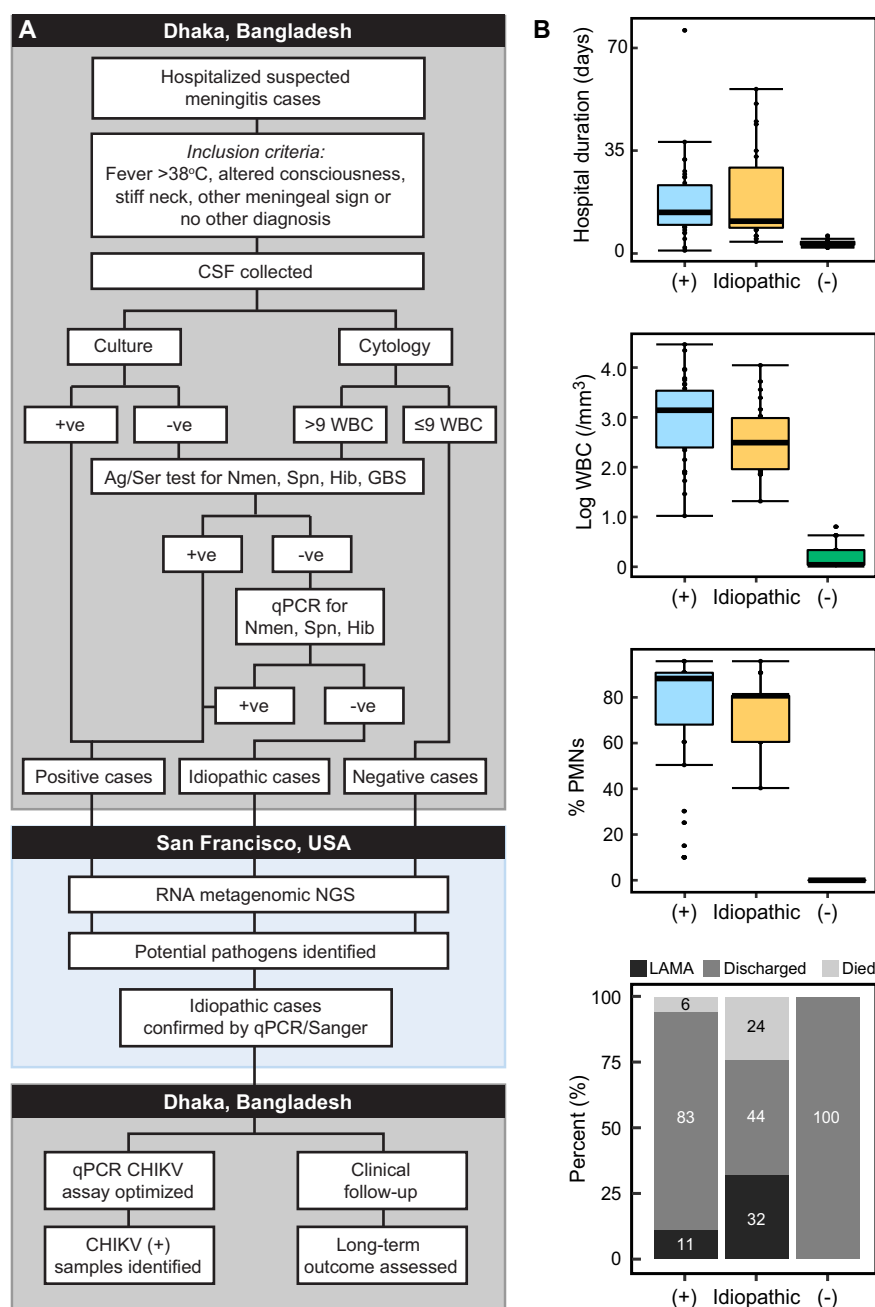 A
Dhaka, Bangladesh
Hospitalized suspected
meningitis cases
Inclusion criteria:
Fever >38°C, altered consciousness,
stiff neck, other meningeal sign or
no other diagnosis
CSF collected
Culture
Cytology
+ve
-ve
>9 WBC
≤9 WBC
Ag/Ser test for Nmen, Spn, Hib, GBS
+ve
-ve
qPCR for
Nmen, Spn, Hib
+ve
-ve
Positive cases
Idiopathic cases
Negative cases
San Francisco, USA
RNA metagenomic NGS
Potential pathogens identified
Idiopathic cases
confirmed by qPCR/Sanger
Dhaka, Bangladesh
qPCR CHIKV
assay optimized
Clinical
follow-up
CHIKV (+)
samples identified
Long-term
outcome assessed
B
Hospital duration (days)
70
35
0
(+) Idiopathic (-)
Log WBC (/mm³)
4.0
3.0
2.0
1.0
0
(+) Idiopathic (-)
% PMNs
80
60
40
20
0
(+) Idiopathic (-)
LAMA Discharged Died
Percent (%)
100
75
50
25
0
6
83
11
24
44
32
100
(+) Idiopathic (-)